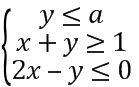 y ≤ a
x + y ≥ 1
2x − y ≤ 0